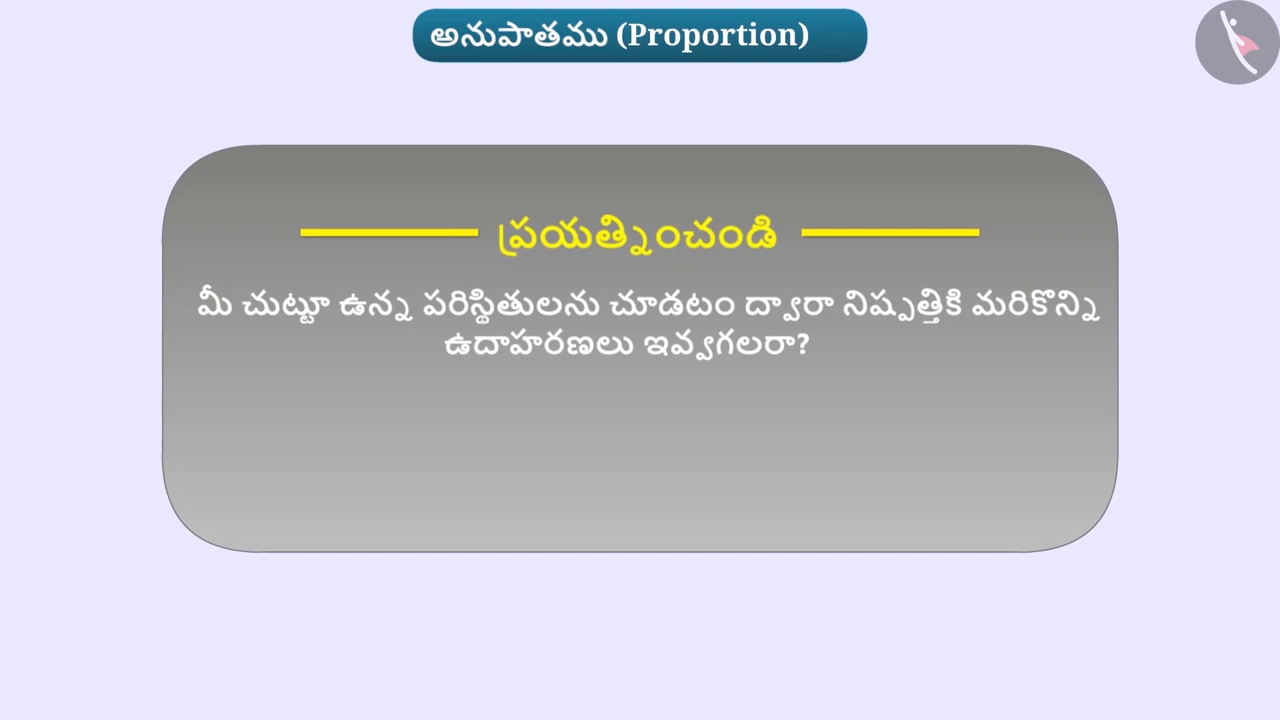 అనుపాతము (Proportion)
ప్రయత్నించండి
మీ చుట్టూ ఉన్న పరిస్థితులను చూడటం ద్వారా నిష్పత్తికి మరికొన్ని
ఉదాహరణలు ఇవ్వగలరా?